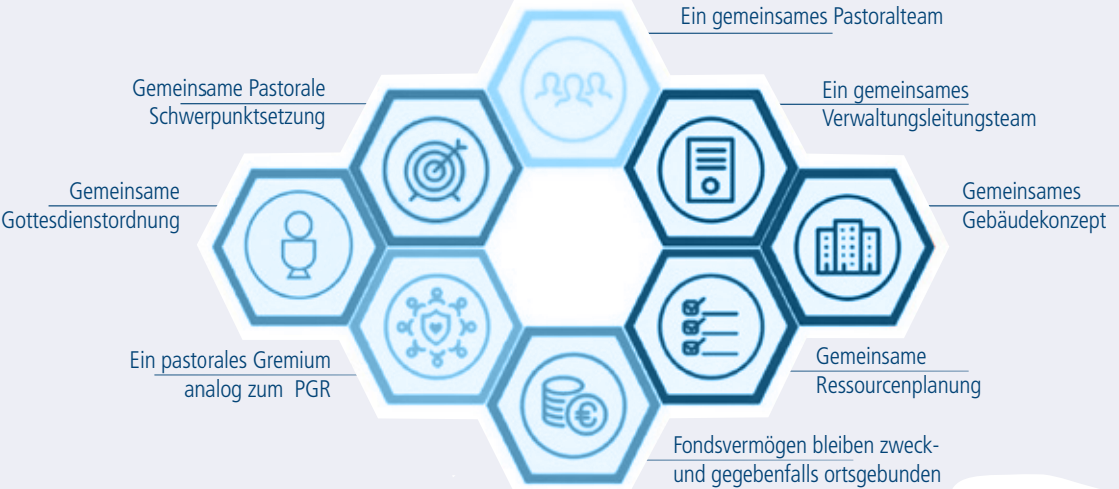 Ein gemeinsames Pastoralteam
Gemeinsame Pastorale
Schwerpunktsetzung
Ein gemeinsames
Verwaltungsleitungsteam
Gemeinsame
Gottesdienstordnung
Gemeinsames
Gebäudekonzept
Ein pastorales Gremium
analog zum PGR
Gemeinsame
Ressourcenplanung
Fondsvermögen bleiben zweck-
und gegebenfalls ortsgebunden